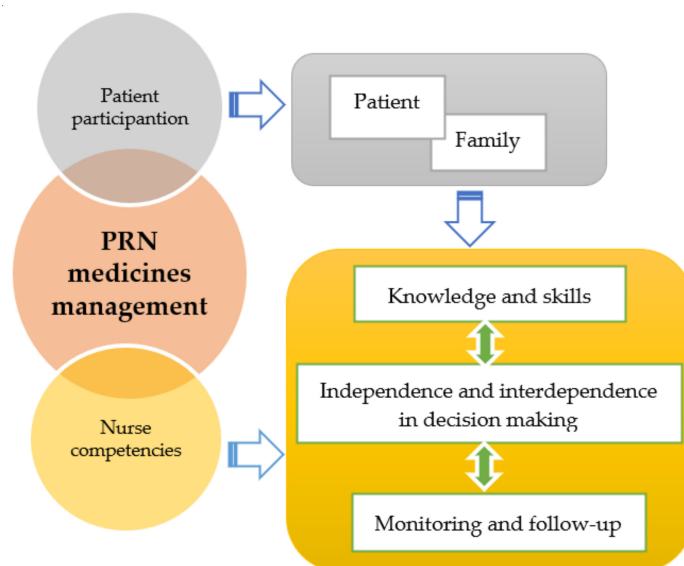 Patient
participantion
PRN
medicines
management
Nurse
competencies
Patient
Family
Knowledge and skills
Independence and interdependence
in decision making
Monitoring and follow-up